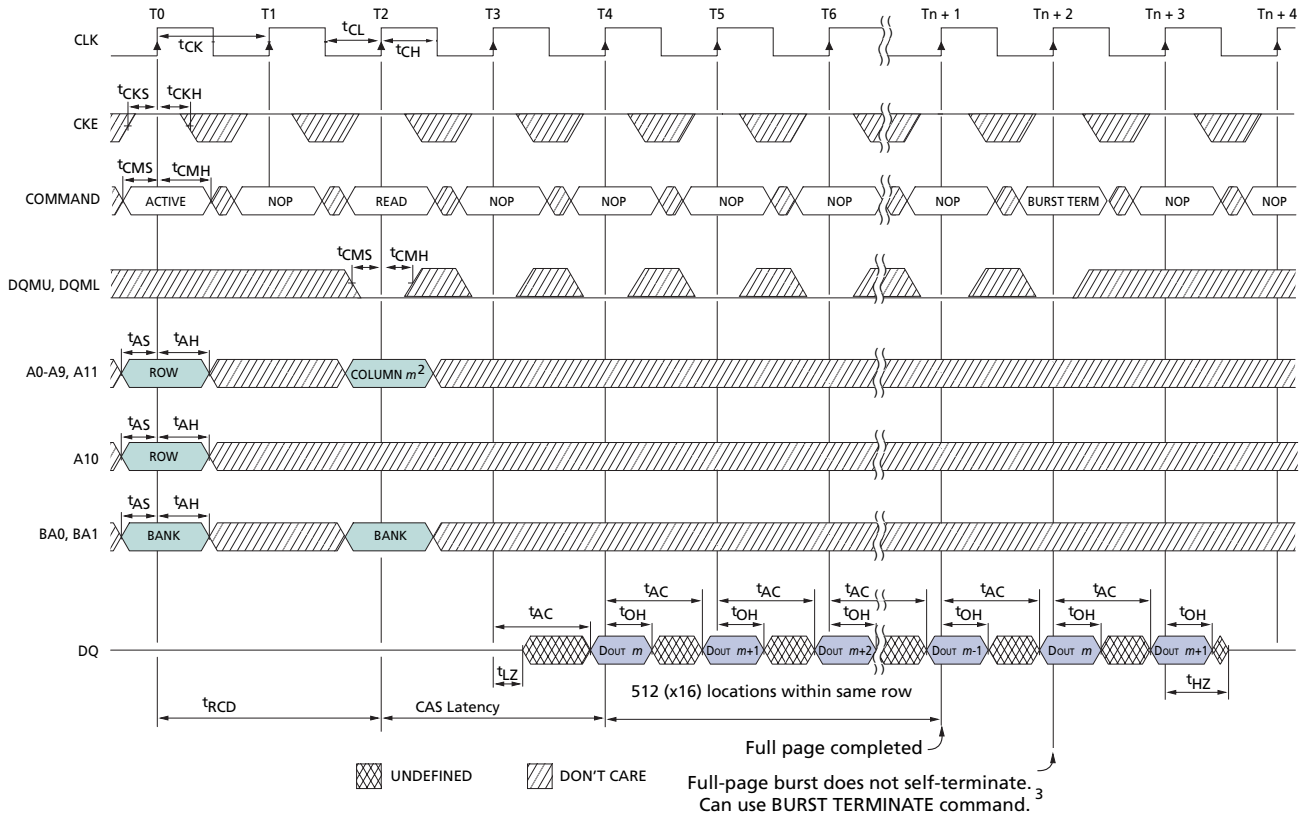 T0 T1 T2 T3 T4 T5 T6 Tn + 1 Tn + 2 Tn + 3 Tn + 4
CLK tCK tCL tCH
tCKS tCKH
CKE
tCMS tCMH
COMMAND ACTIVE NOP READ NOP NOP NOP NOP NOP BURST TERM NOP NOP
tCMS tCMH
DQMU, DQML
tAS tAH
A0-A9, A11 ROW COLUMN m2
tAS tAH
A10 ROW
tAS tAH
BA0, BA1 BANK BANK
tAC tAC tAC tAC tAC tAC
tOH tOH tOH tOH tOH tOH
DQ DOUT m DOUT m+1 DOUT m+2 DOUT m-1 DOUT m DOUT m+1
tLZ 512 (x16) locations within same row tHZ
tRCD CAS Latency
Full page completed
UNDEFINED DON'T CARE
Full-page burst does not self-terminate.
Can use BURST TERMINATE command. 3